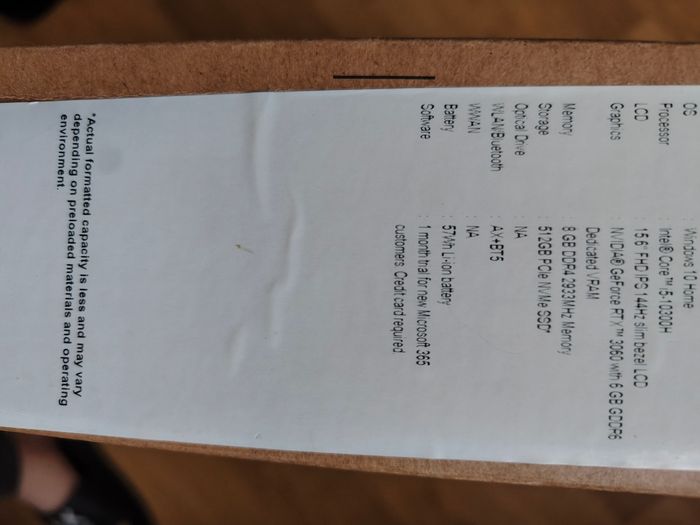 OS : Windows 10 Home
Processor : Intel® Core™ i5-10300H
LCD : 15.6" FHD IPS 144Hz slim bezel LCD
Graphics : NVIDIA® GeForce RTX™ 3060 with 6 GB GDDR6
Dedicated VRAM
Memory : 8 GB DDR4 2933MHz Memory
Storage : 512GB PCIe NVMe SSD*
Optical Drive : NA
WLAN/Bluetooth : AX+BT5
WWAN : NA
Battery : 57Wh Li-ion battery
Software : 1 month trial for new Microsoft 365
customers. Credit card required.
*Actual formatted capacity is less and may vary
depending on preloaded materials and operating
environment.